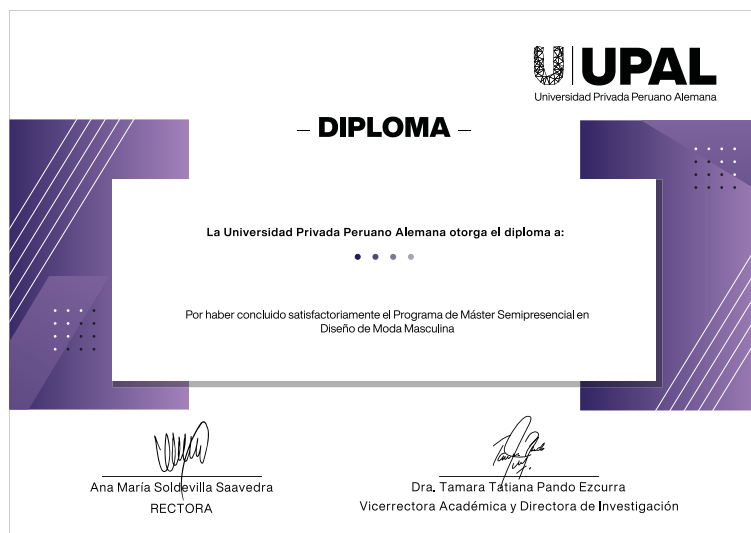 UPAL
Universidad Privada Peruano Alemana
– DIPLOMA –
La Universidad Privada Peruano Alemana otorga el diploma a:
Por haber concluido satisfactoriamente el Programa de Máster Semipresencial en
Diseño de Moda Masculina
Ana María Soldevilla Saavedra
RECTORA
Dra. Tamara Tatiana Pando Ezcurra
Vicerrectora Académica y Directora de Investigación